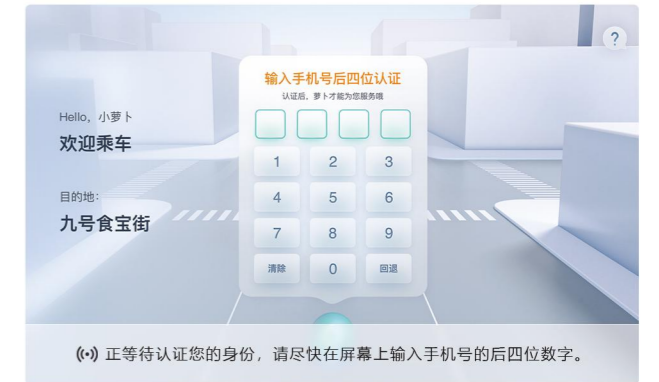 ?
输入手机号后四位认证
认证后，萝卜才能为您服务哦
Hello，小萝卜
欢迎乘车
目的地：
九号食宝街
1 2 3
4 5 6
7 8 9
清除 0 回退
正等待认证您的身份，请尽快在屏幕上输入手机号的后四位数字。